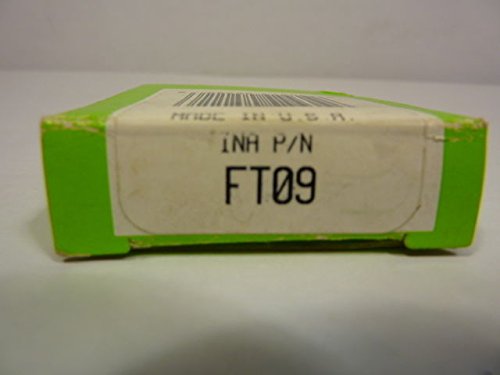 MADE IN U.S.A.
INA P/N
FT09